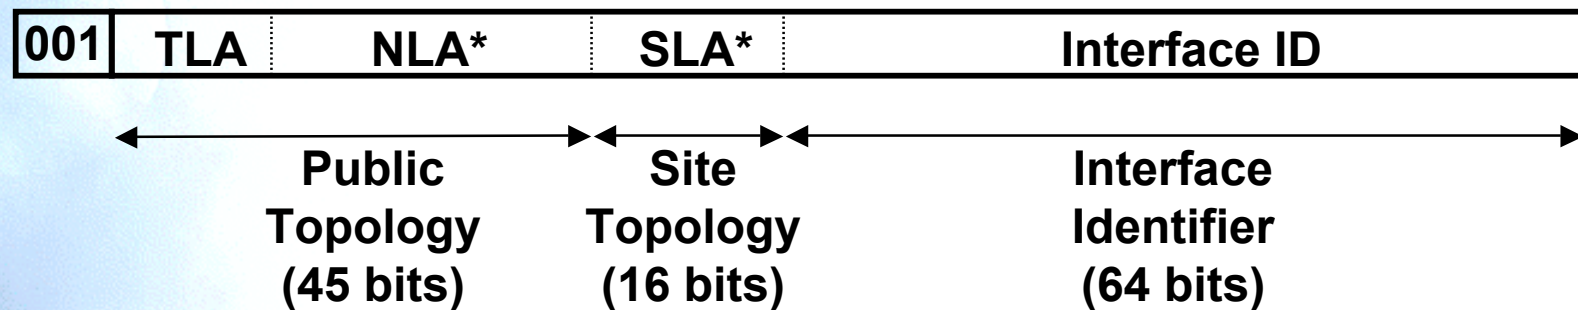 001 TLA NLA* SLA* Interface ID
Public Site Interface
Topology Topology Identifier
(45 bits) (16 bits) (64 bits)